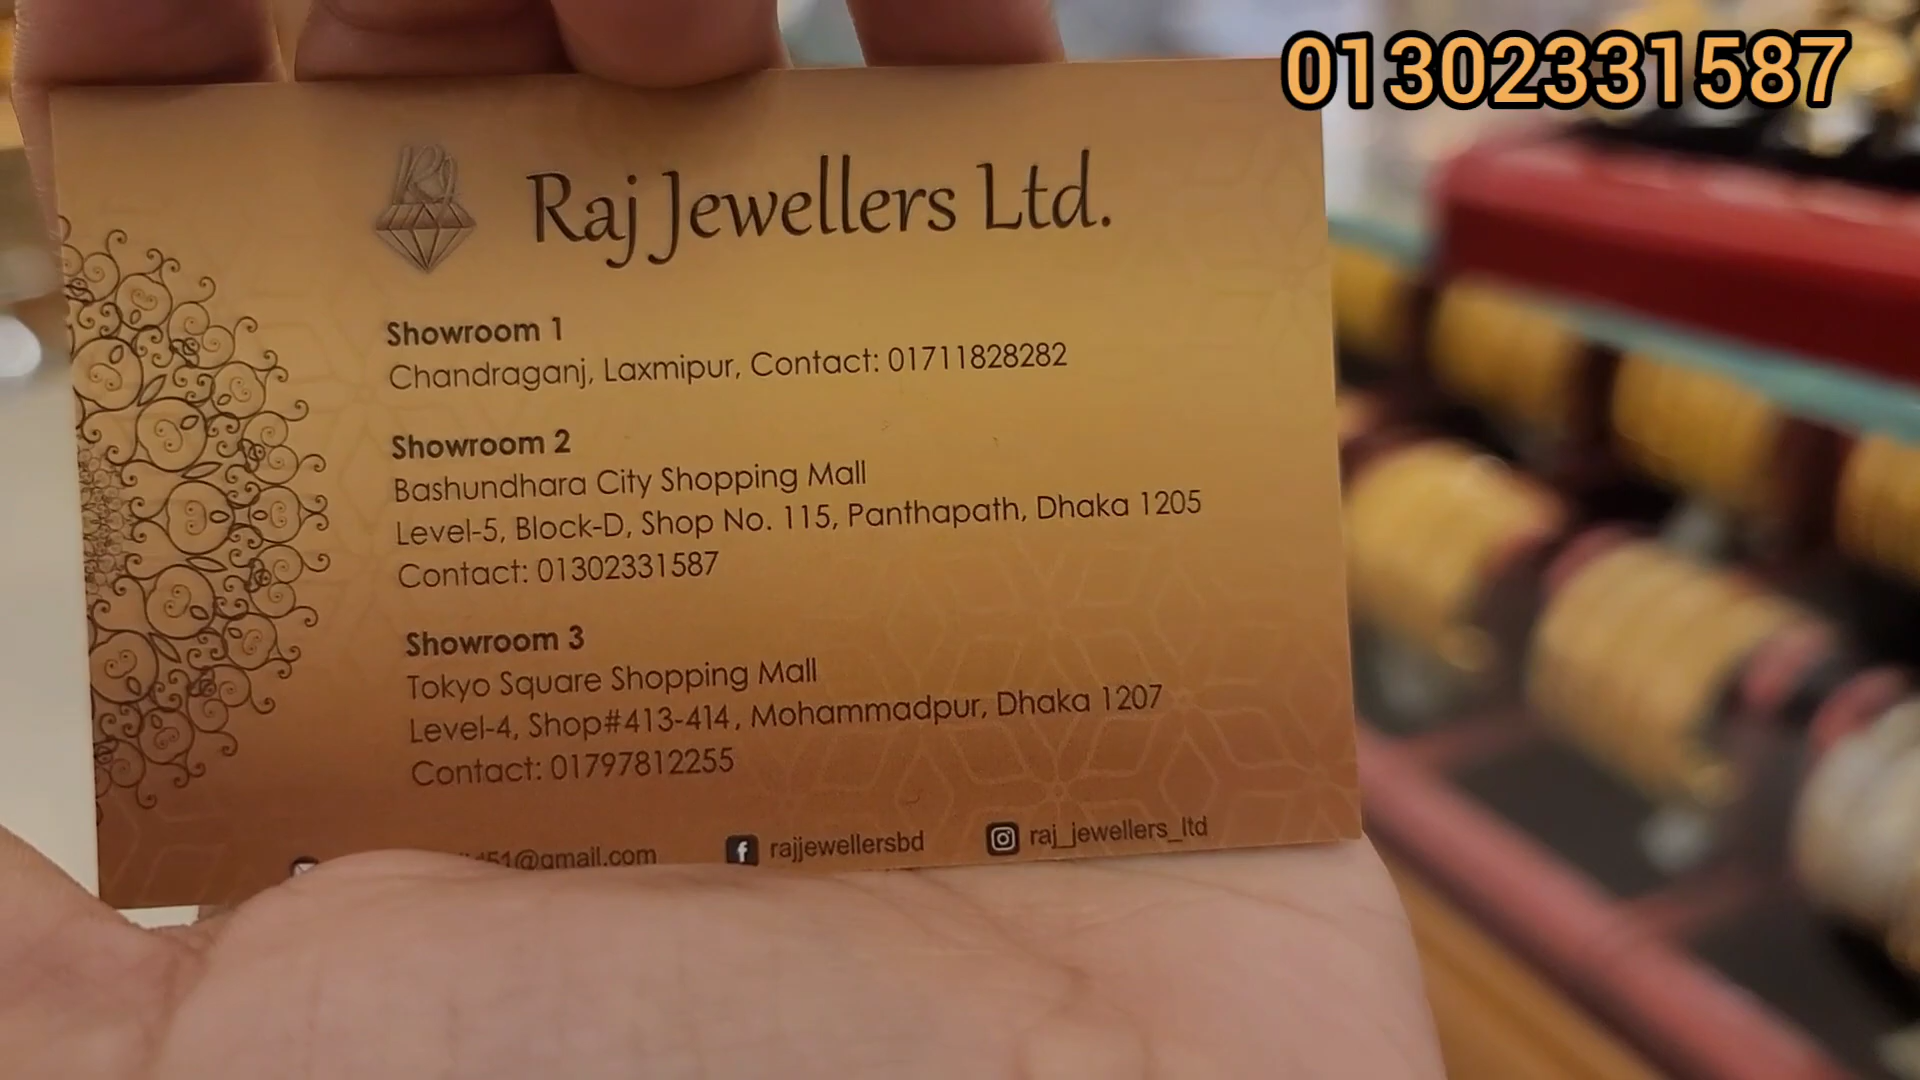 01302331587
Raj Jewellers Ltd.
Showroom 1
Chandraganj, Laxmipur, Contact: 01711828282
Showroom 2
Bashundhara City Shopping Mall
Level-5, Block-D, Shop No. 115, Panthapath, Dhaka 1205
Contact: 01302331587
Showroom 3
Tokyo Square Shopping Mall
Level-4, Shop#413-414, Mohammadpur, Dhaka 1207
Contact: 01797812255
rajjewellersbd raj_jewellers_ltd